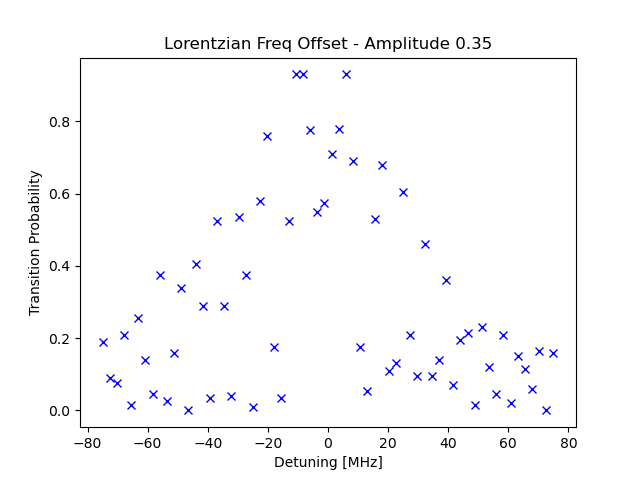 Lorentzian Freq Offset - Amplitude 0.35
Transition Probability
0.8
0.6
0.4
0.2
0.0
−80 −60 −40 −20 0 20 40 60 80
Detuning [MHz]